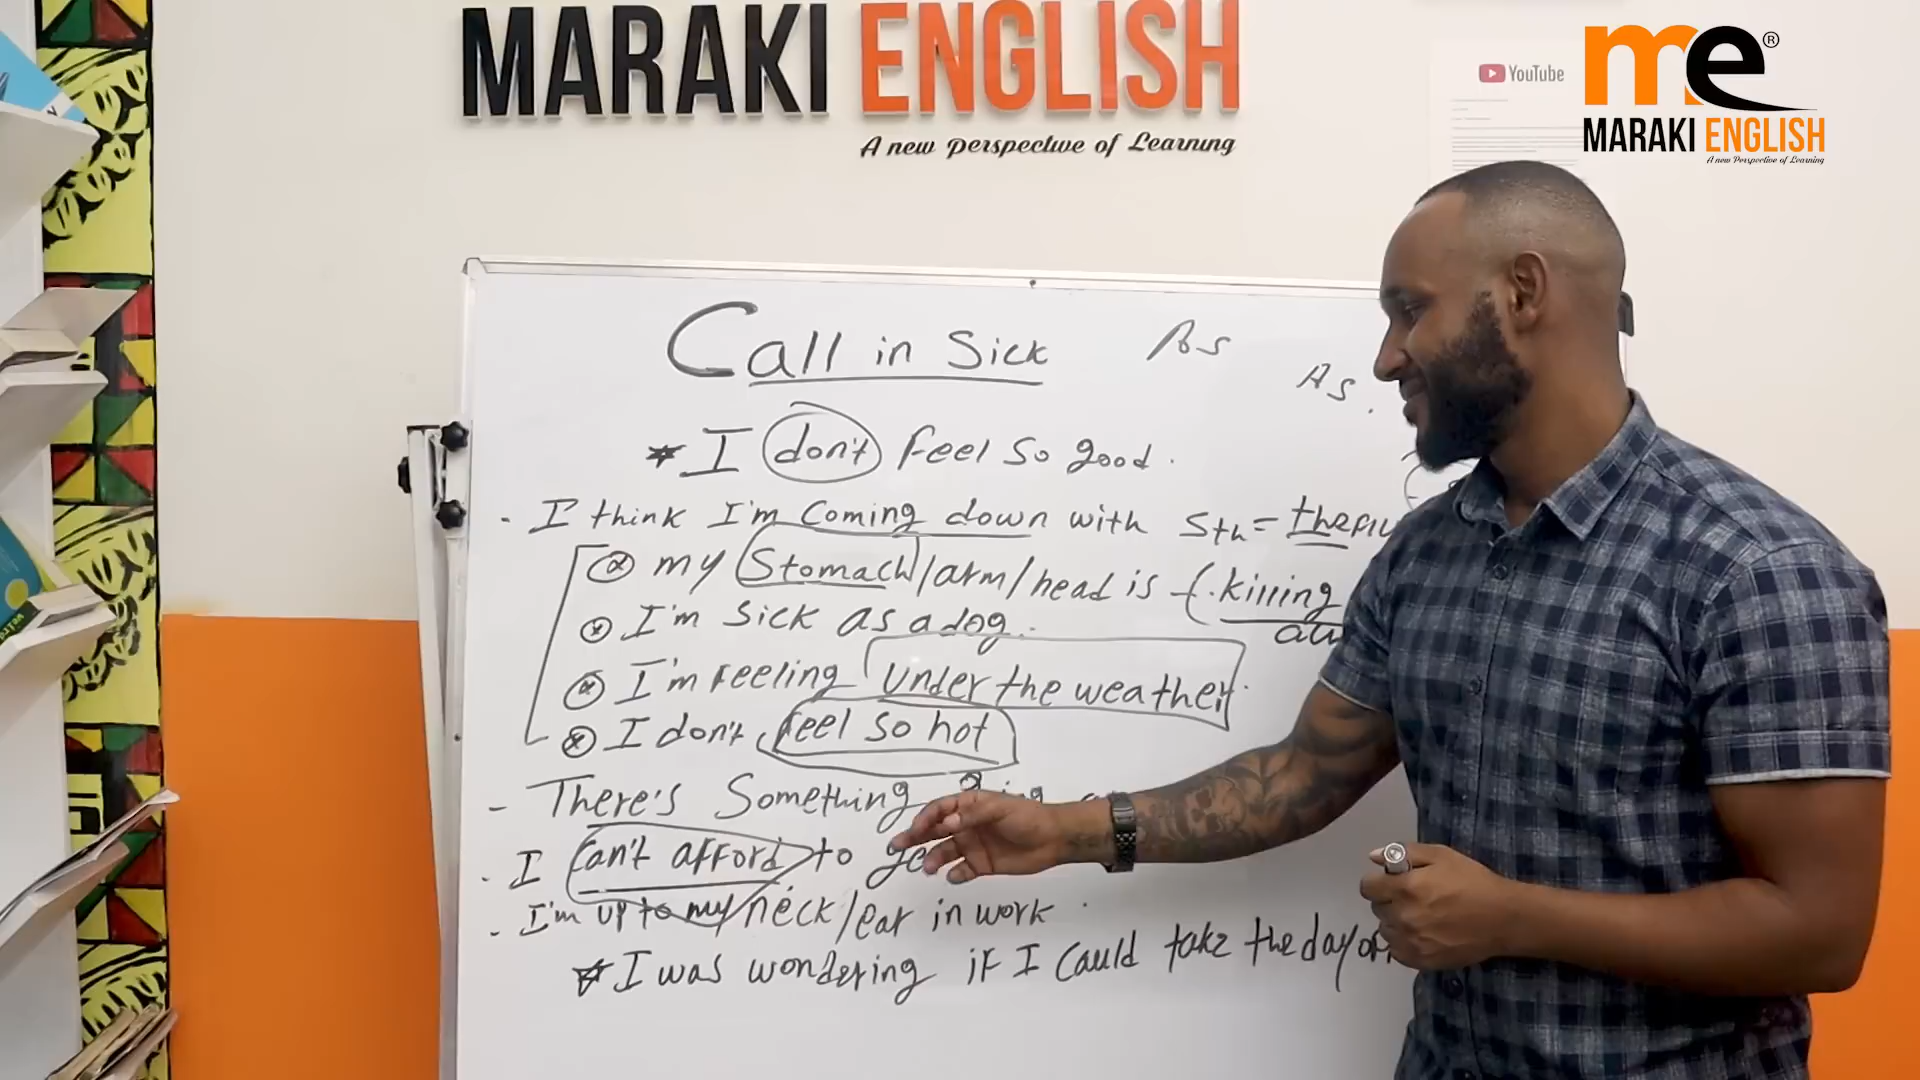 MARAKI ENGLISH
A new perspective of Learning
YouTube
me®
MARAKI ENGLISH
A new Perspective of Learning
Call in Sick
As
As.
* I don't feel so good.
- I think I'm coming down with Sth = the flu
my Stomach/arm/head is {. killing
I'm sick as a dog.
I'm feeling under the weather.
I don't feel so hot
- There's Something
- I can't afford to ge
- I'm up to my neck/ear in work
* I was wondering if I could take the day off